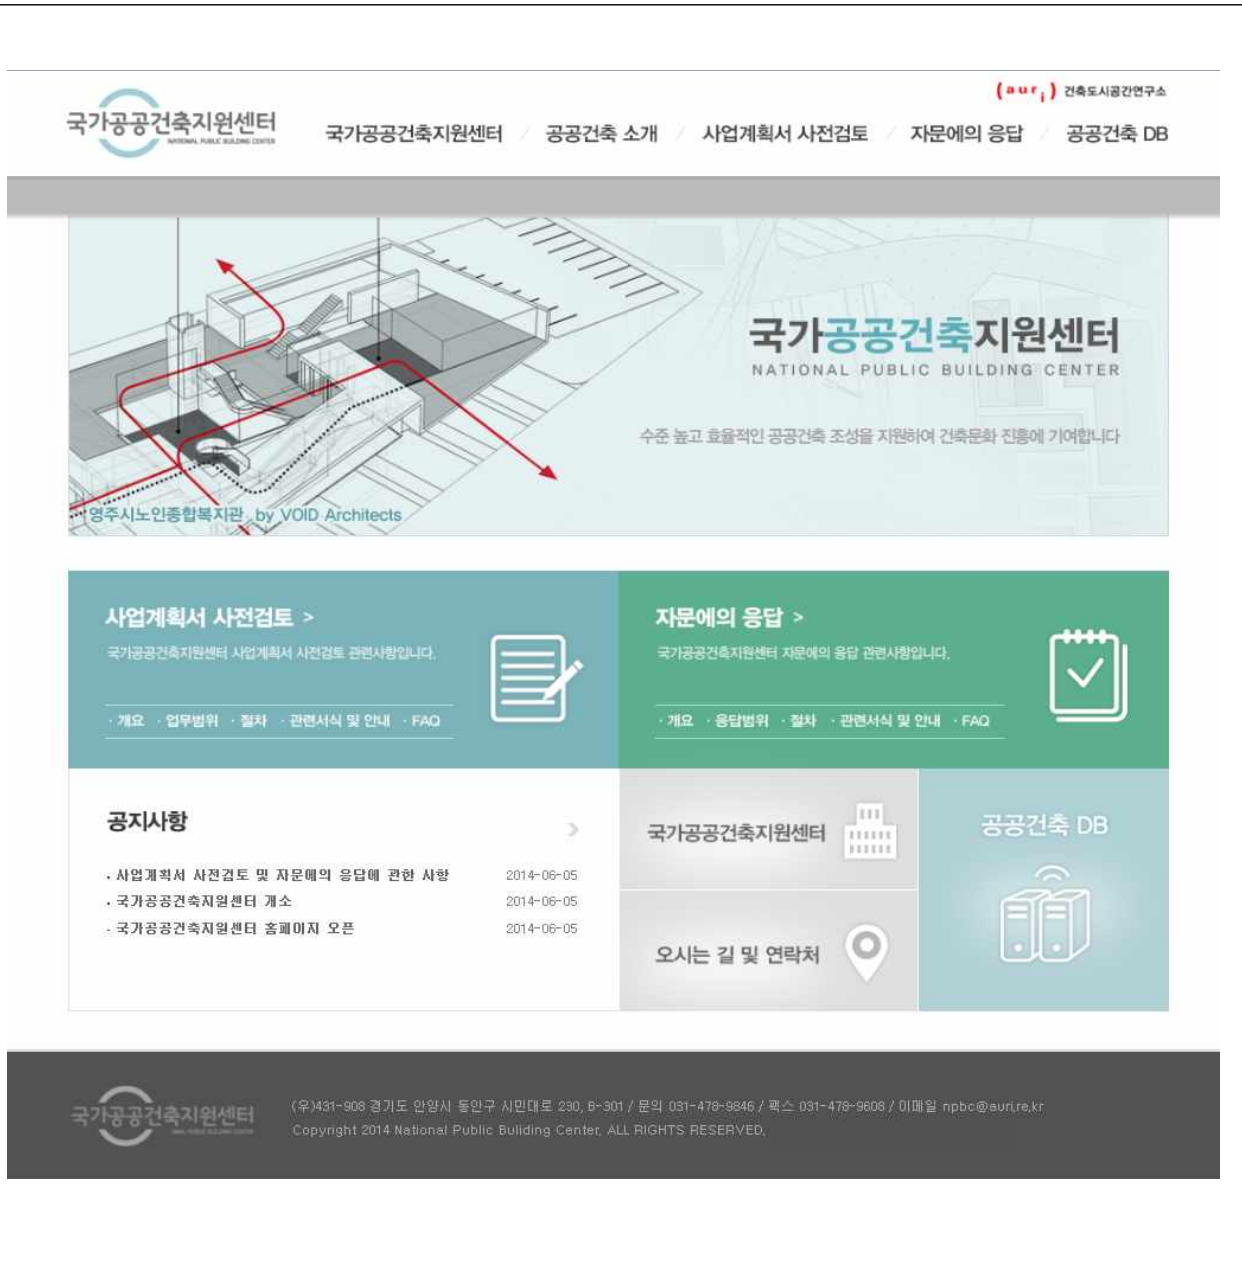 (auri) 건축도시공간연구소
국가공공건축지원센터
NATIONAL PUBLIC BUILDING CENTER
국가공공건축지원센터 / 공공건축 소개 / 사업계획서 사전검토 / 자문에의 응답 / 공공건축 DB
국가공공건축지원센터
NATIONAL PUBLIC BUILDING CENTER
수준 높고 효율적인 공공건축 조성을 지원하여 건축문화 진흥에 기여합니다
영주시노인종합복지관 by VOID Architects
사업계획서 사전검토 >
국가공공건축지원센터 사업계획서 사전검토 관련사항입니다.
· 개요 · 업무범위 · 절차 · 관련서식 및 안내 · FAQ
자문에의 응답 >
국가공공건축지원센터 자문에의 응답 관련사항입니다.
· 개요 · 응답범위 · 절차 · 관련서식 및 안내 · FAQ
공지사항
· 사업계획서 사전검토 및 자문에의 응답에 관한 사항 2014-06-05
· 국가공공건축지원센터 개소 2014-06-05
· 국가공공건축지원센터 홈페이지 오픈 2014-06-05
국가공공건축지원센터
오시는 길 및 연락처
공공건축 DB
국가공공건축지원센터
NATIONAL PUBLIC BUILDING CENTER
(우)431-908 경기도 안양시 동안구 시민대로 230, B-301 / 문의 031-478-9846 / 팩스 031-478-9608 / 이메일 npbc@auri.re.kr
Copyright 2014 National Public Buliding Center, ALL RIGHTS RESERVED.